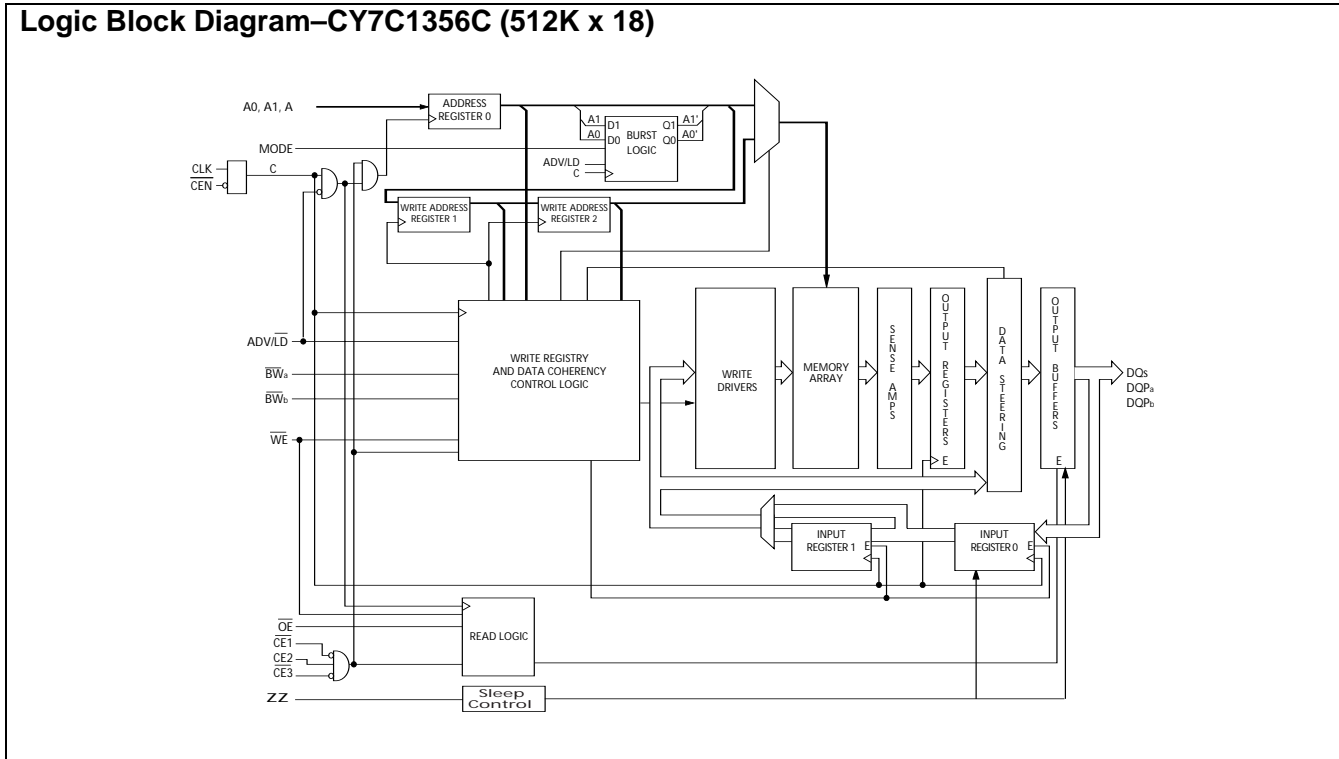 Logic Block Diagram–CY7C1356C (512K x 18)
A0, A1, A
ADDRESS
REGISTER 0
MODE
CLK
CEN
C
A1
A0
D1
D0
BURST
LOGIC
Q1
Q0
A1'
A0'
ADV/LD
C
WRITE ADDRESS
REGISTER 1
WRITE ADDRESS
REGISTER 2
ADV/LD
BWa
BWb
WE
WRITE REGISTRY
AND DATA COHERENCY
CONTROL LOGIC
WRITE
DRIVERS
MEMORY
ARRAY
SENSE AMPS
OUTPUT REGISTERS
E
DATA STEERING
OUTPUT BUFFERS
E
DQs
DQPa
DQPb
INPUT
REGISTER 1
E
INPUT
REGISTER 0
E
OE
CE1
CE2
CE3
READ LOGIC
ZZ
Sleep
Control